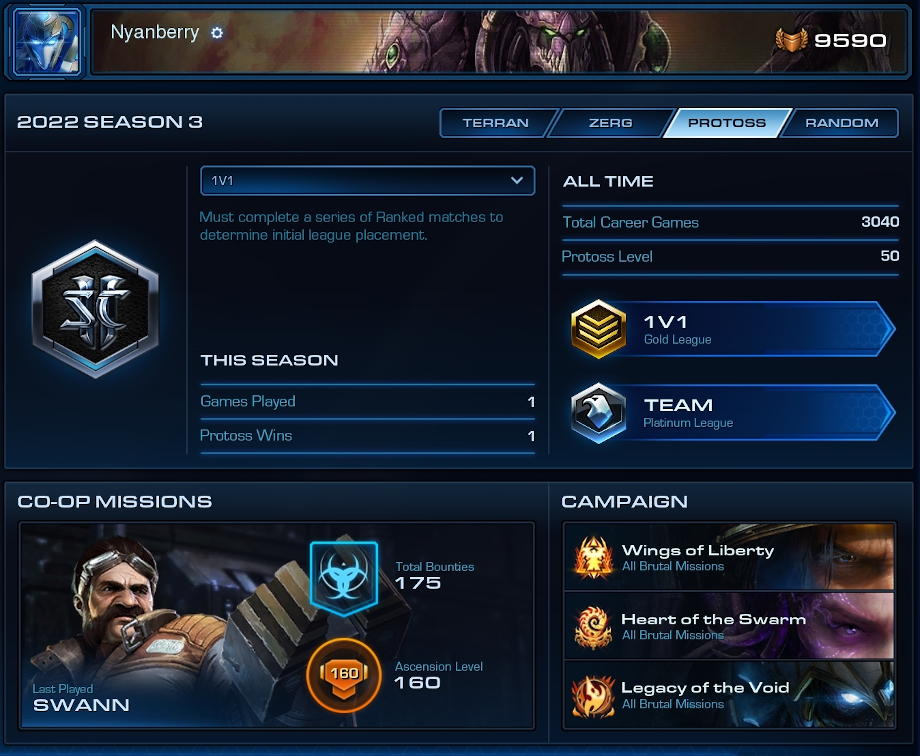 Nyanberry
9590
2022 SEASON 3
TERRAN
ZERG
PROTOSS
RANDOM
1V1
Must complete a series of Ranked matches to
determine initial league placement.
SC
II
THIS SEASON
Games Played 1
Protoss Wins 1
ALL TIME
Total Career Games 3040
Protoss Level 50
1V1
Gold League
TEAM
Platinum League
CO-OP MISSIONS
Total Bounties
175
160
Ascension Level
160
Last Played
SWANN
CAMPAIGN
Wings of Liberty
All Brutal Missions
Heart of the Swarm
All Brutal Missions
Legacy of the Void
All Brutal Missions